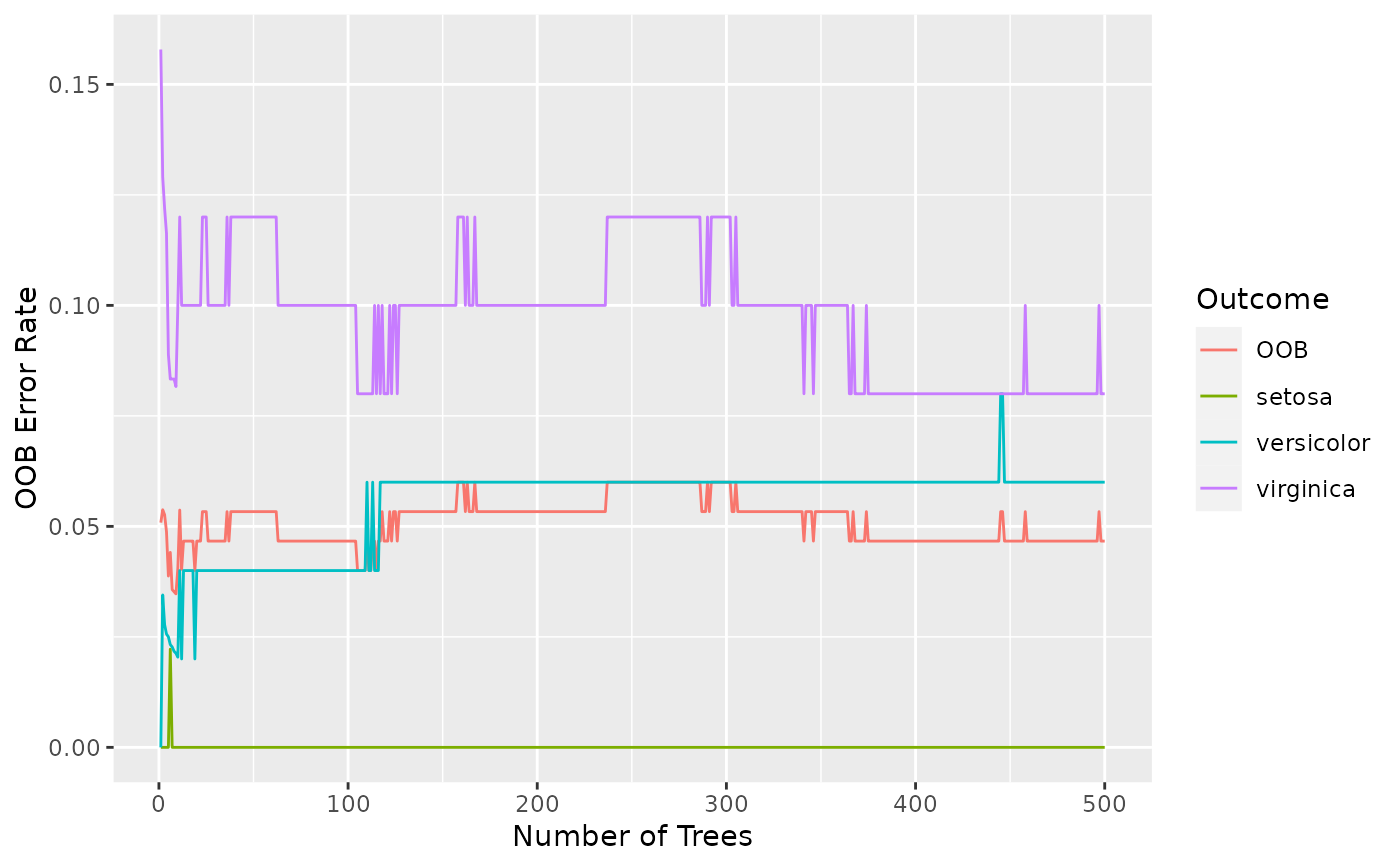 0.15
0.10
0.05
0.00
OOB Error Rate
0 100 200 300 400 500
Number of Trees
Outcome
OOB
setosa
versicolor
virginica